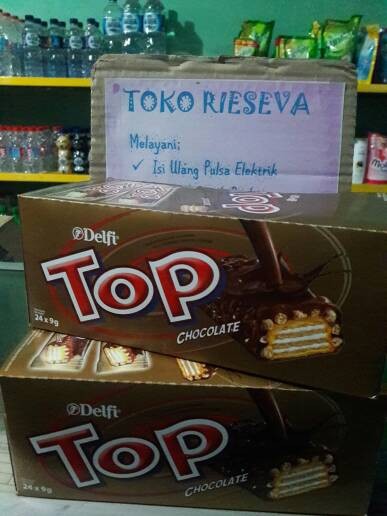 TOKO RIESEVA
Melayani;
✓ Isi Ulang Pulsa Elektrik
Delfi
TOP
CHOCOLATE
24 x 9g
Delfi
TOP
CHOCOLATE
24 x 9g